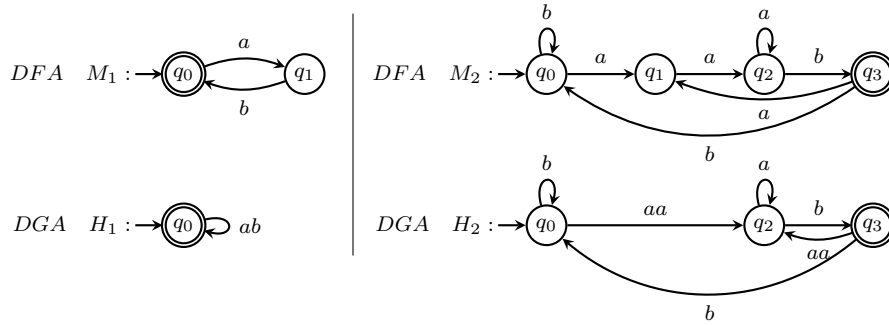 b a
a
DFA M₁ : q₀ q₁ DFA M₂ : q₀ a q₁ a q₂ b q₃
b a
b
b a
DGA H₁ : q₀ ab DGA H₂ : q₀ aa q₂ b q₃
aa
b